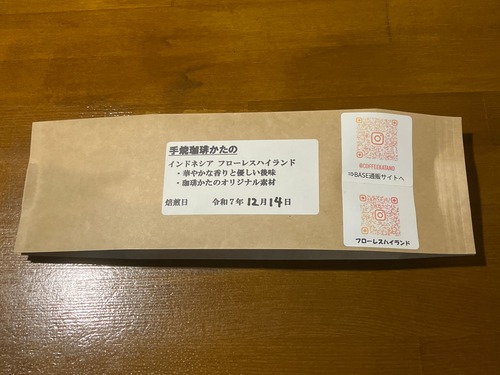 手焼珈琲かたの
インドネシア フローレスハイランド
・華やかな香りと優しい後味
・珈琲かたのオリジナル素材
焙煎日 令和7年 12月14日
@COFFEEKATANO
⇒BASE通販サイトへ
フローレスハイランド